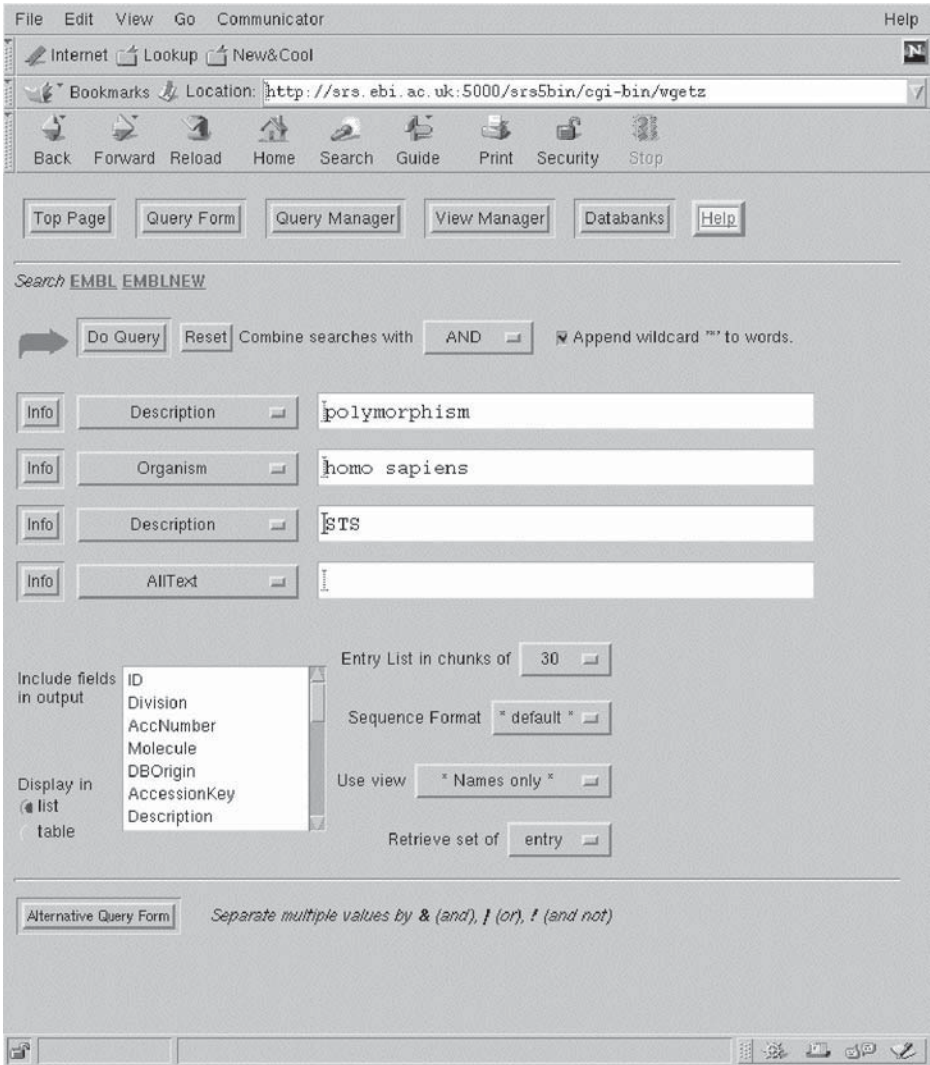 File Edit View Go Communicator Help
Internet Lookup New&Cool N
Bookmarks Location: http://srs.ebi.ac.uk:5000/srs5bin/cgi-bin/wgetz
Back Forward Reload Home Search Guide Print Security Stop
Top Page Query Form Query Manager View Manager Databanks Help
Search EMBL EMBLNEW
Do Query Reset Combine searches with AND Append wildcard '*' to words.
Info Description polymorphism
Info Organism homo sapiens
Info Description STS
Info AllText
Include fields in output
ID
Division
AccNumber
Molecule
DBOrigin
AccessionKey
Description
Display in
list
table
Entry List in chunks of 30
Sequence Format * default *
Use view * Names only *
Retrieve set of entry
Alternative Query Form Separate multiple values by & (and), | (or), ! (and not)